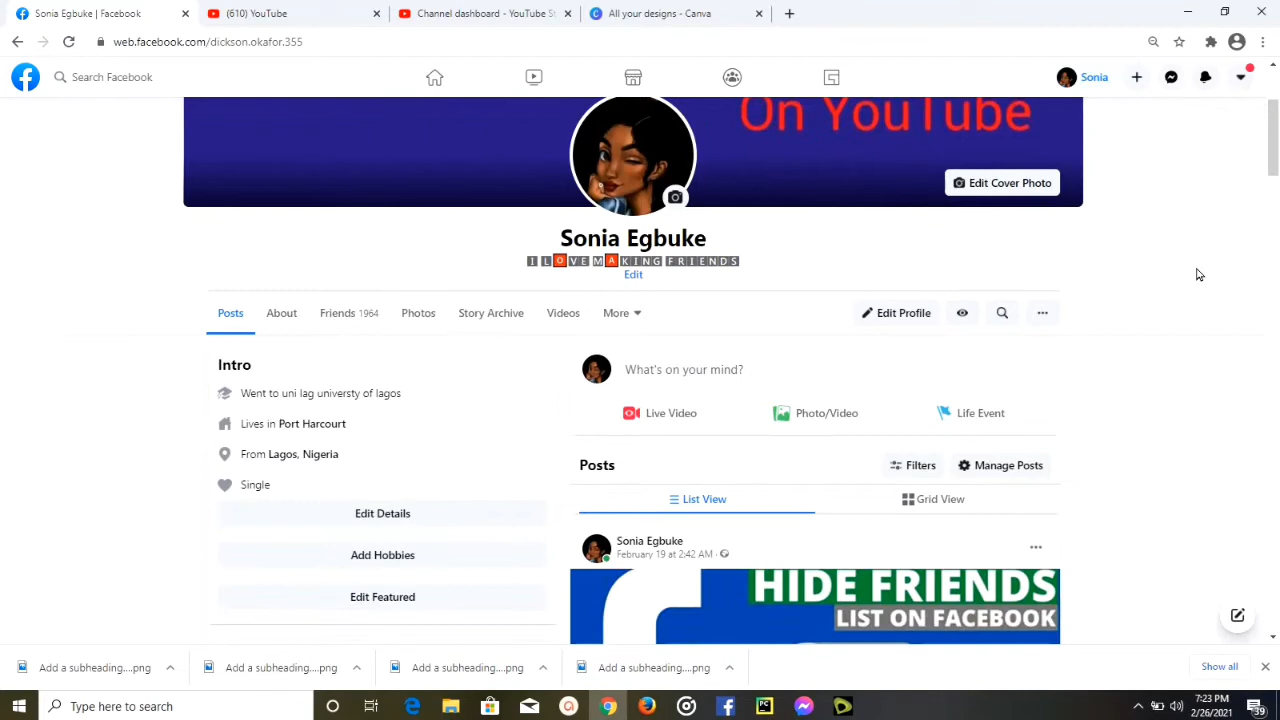 Sonia Egbuke | Facebook
(610) YouTube
Channel dashboard - YouTube St
All your designs - Canva
web.facebook.com/dickson.okafor.355
Search Facebook
Sonia
On YouTube
Edit Cover Photo
Sonia Egbuke
I LOVE MAKING FRIENDS
Edit
Posts About Friends 1964 Photos Story Archive Videos More
Edit Profile
Intro
Went to uni lag universty of lagos
Lives in Port Harcourt
From Lagos, Nigeria
Single
Edit Details
Add Hobbies
Edit Featured
What's on your mind?
Live Video Photo/Video Life Event
Posts Filters Manage Posts
List View Grid View
Sonia Egbuke
February 19 at 2:42 AM ·
HIDE FRIENDS
LIST ON FACEBOOK
Add a subheading....png Add a subheading....png Add a subheading....png Add a subheading....png Show all
Type here to search
7:23 PM
2/26/2021
39